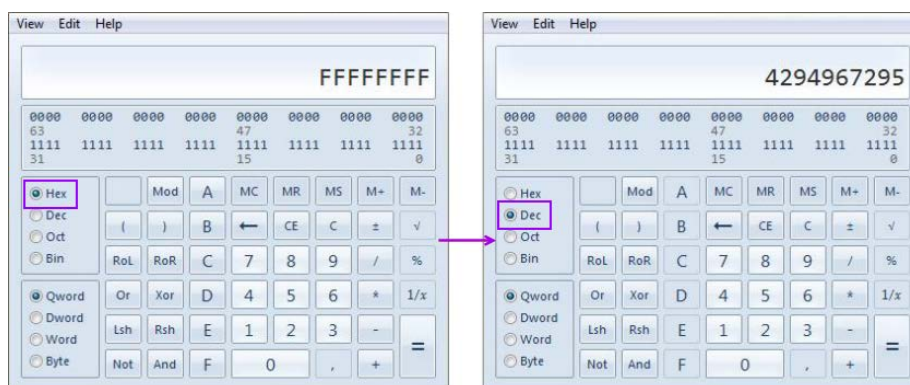 View Edit Help
FFFFFFFF
0000 0000 0000 0000 0000 0000 0000 0000
63 47 32
1111 1111 1111 1111 1111 1111 1111 1111
31 15 0
Hex Mod A MC MR MS M+ M-
Dec ( ) B ← CE C ± √
Oct
Bin RoL RoR C 7 8 9 / %
Qword Or Xor D 4 5 6 * 1/x
Dword
Word Lsh Rsh E 1 2 3 - =
Byte Not And F 0 , +
View Edit Help
4294967295
0000 0000 0000 0000 0000 0000 0000 0000
63 47 32
1111 1111 1111 1111 1111 1111 1111 1111
31 15 0
Hex Mod A MC MR MS M+ M-
Dec ( ) B ← CE C ± √
Oct
Bin RoL RoR C 7 8 9 / %
Qword Or Xor D 4 5 6 * 1/x
Dword
Word Lsh Rsh E 1 2 3 - =
Byte Not And F 0 , +